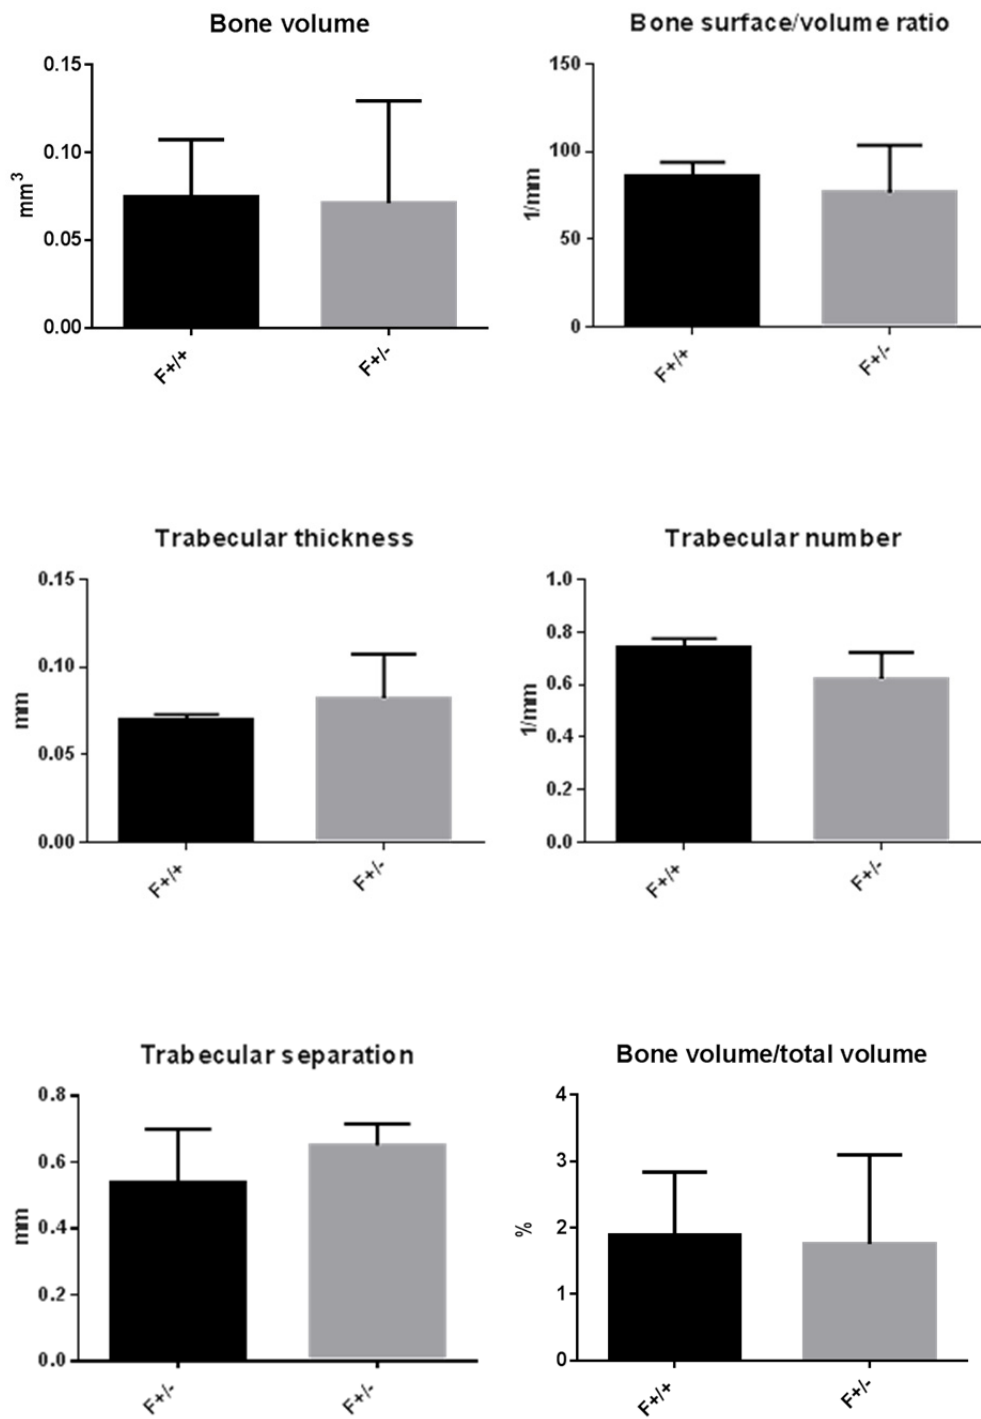 Bone volume
0.15
0.10
0.05
0.00
mm3
F+/+
F+/-
Bone surface/volume ratio
150
100
50
0
1/mm
F+/+
F+/-
Trabecular thickness
0.15
0.10
0.05
0.00
mm
F+/+
F+/-
Trabecular number
1.0
0.8
0.6
0.4
0.2
0.0
1/mm
F+/+
F+/-
Trabecular separation
0.8
0.6
0.4
0.2
0.0
mm
F+/-
F+/-
Bone volume/total volume
4
3
2
1
0
%
F+/+
F+/-